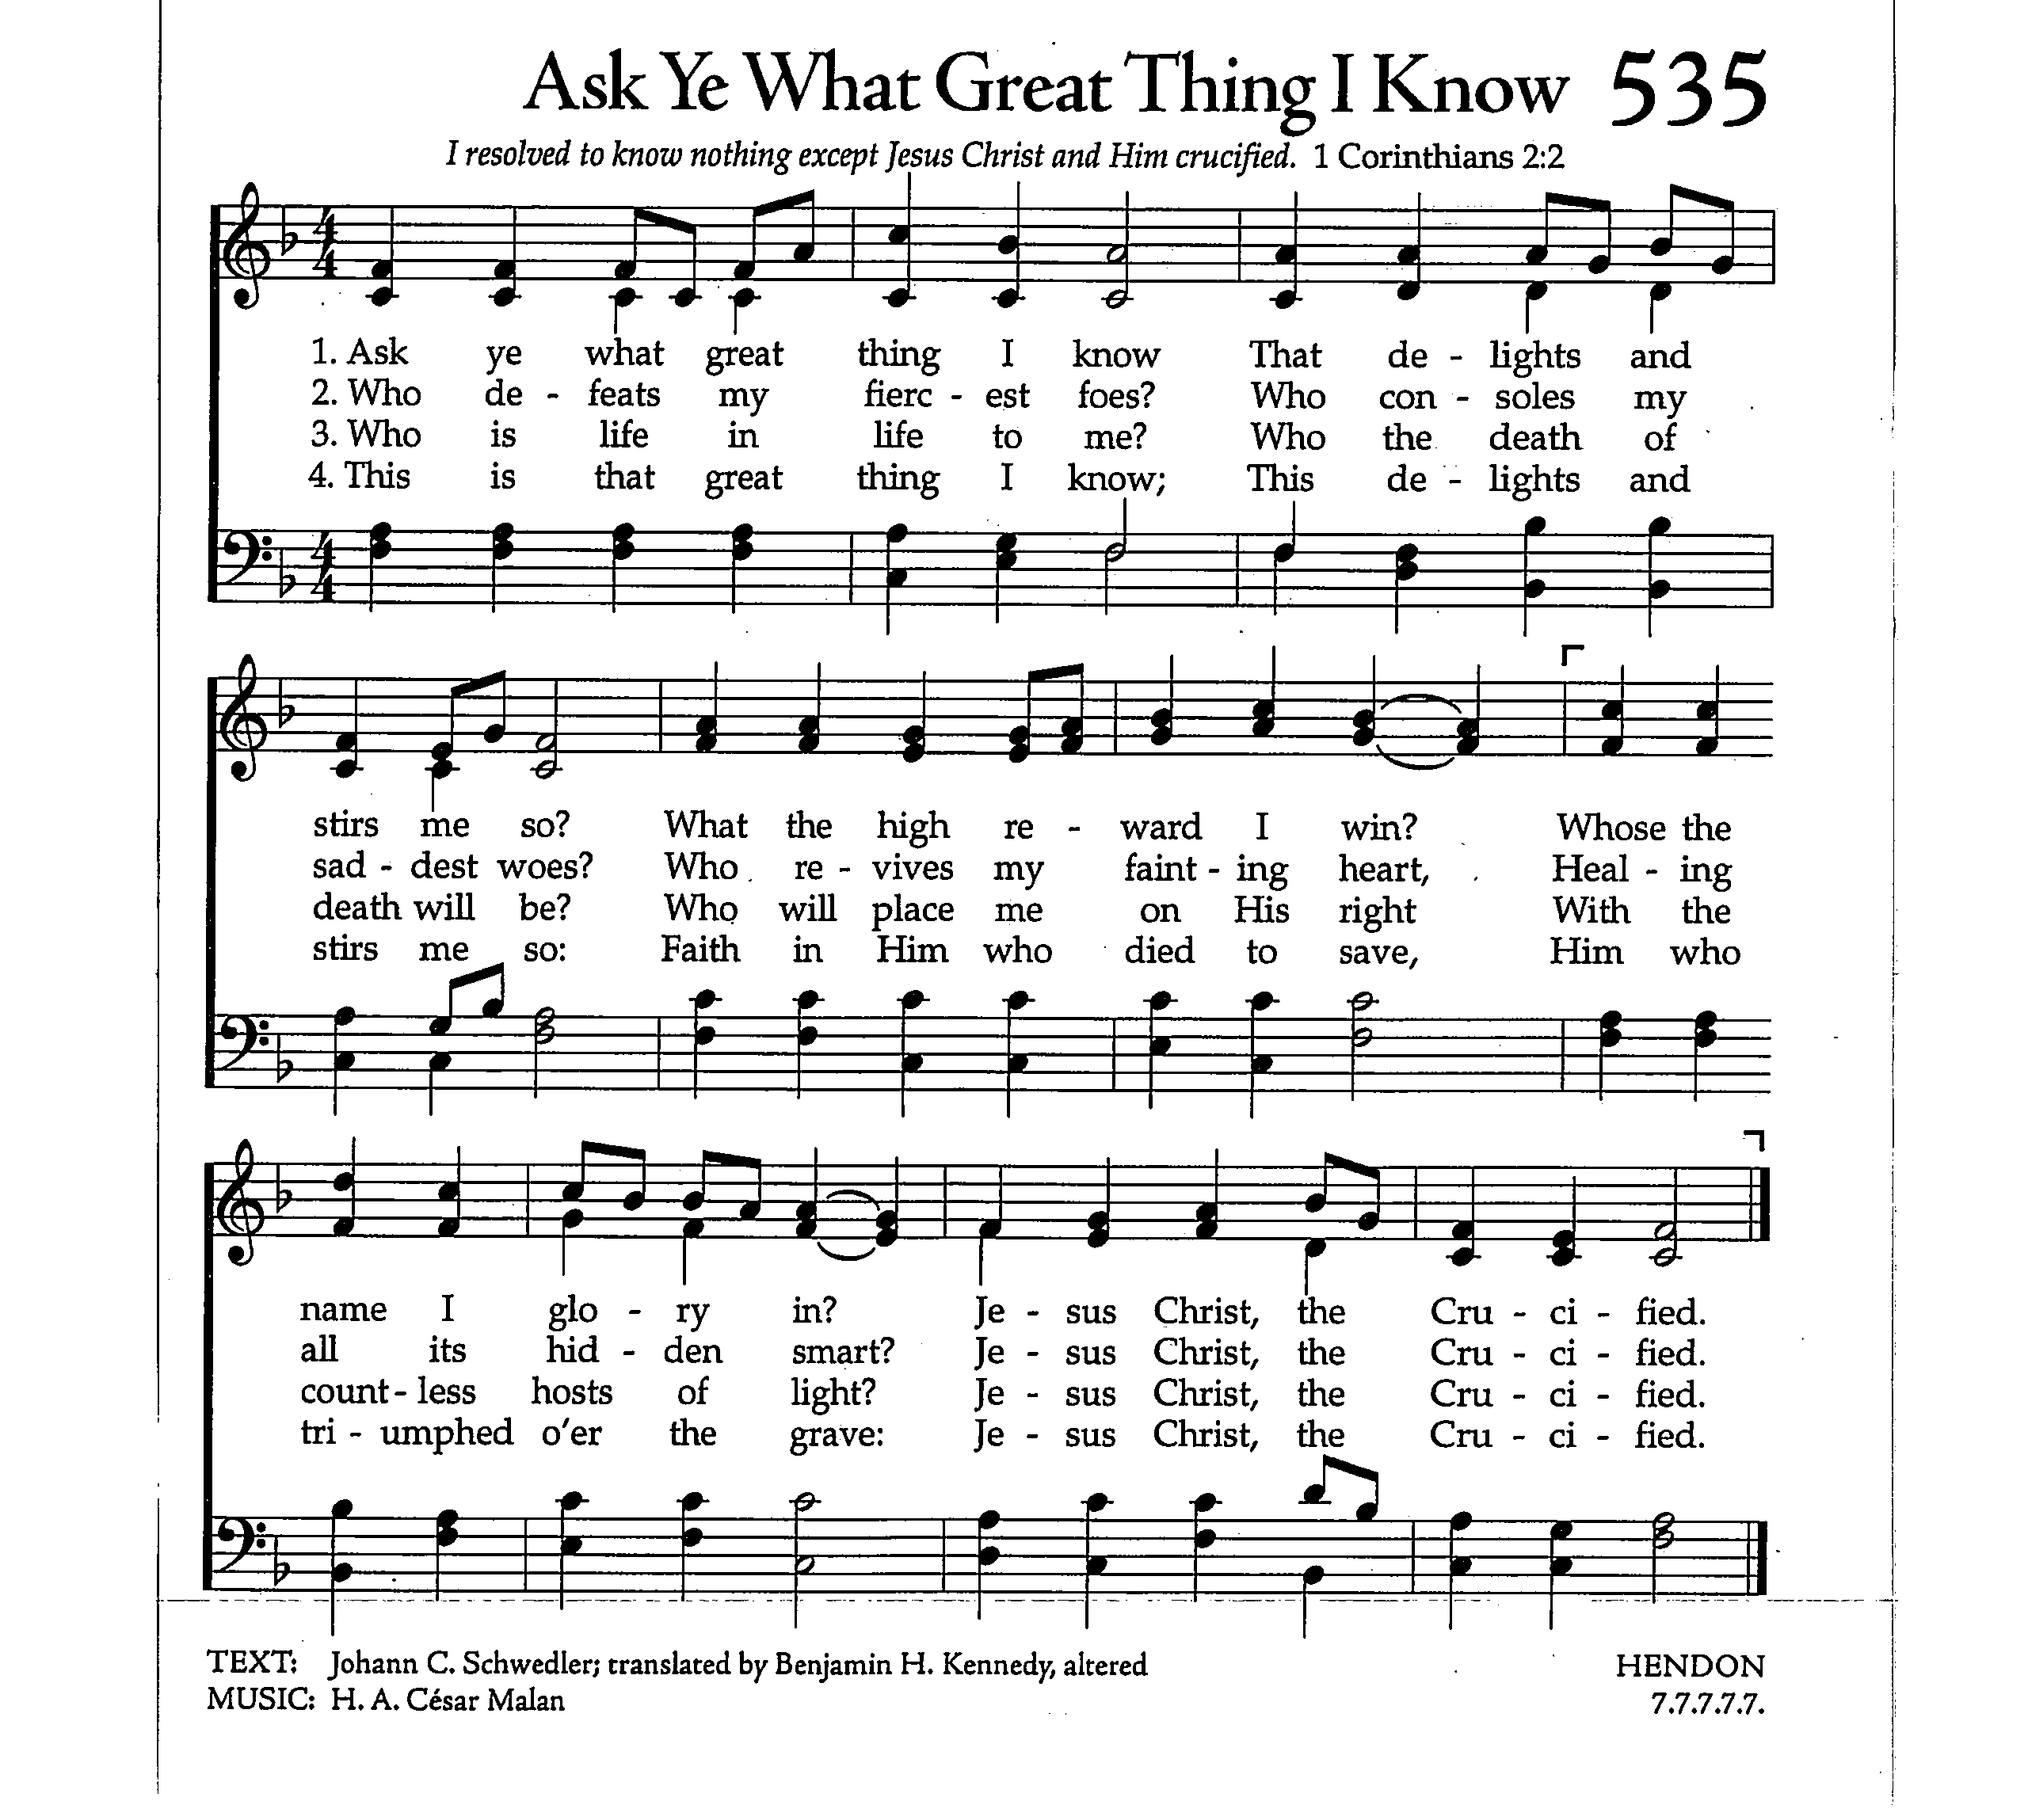 Ask Ye What Great Thing I Know 535
I resolved to know nothing except Jesus Christ and Him crucified. 1 Corinthians 2:2
4 4
1. Ask ye what great thing I know That de - lights and
2. Who de - feats my fierc - est foes? Who con - soles my
3. Who is life in life to me? Who the death of
4. This is that great thing I know; This de - lights and
4 4
stirs me so? What the high re - ward I win? Whose the
sad - dest woes? Who re - vives my faint - ing heart, Heal - ing
death will be? Who will place me on His right With the
stirs me so: Faith in Him who died to save, Him who
name I glo - ry in? Je - sus Christ, the Cru - ci - fied.
all its hid - den smart? Je - sus Christ, the Cru - ci - fied.
count - less hosts of light? Je - sus Christ, the Cru - ci - fied.
tri - umphed o'er the grave: Je - sus Christ, the Cru - ci - fied.
TEXT: Johann C. Schwedler; translated by Benjamin H. Kennedy, altered HENDON
MUSIC: H. A. César Malan 7.7.7.7.7.